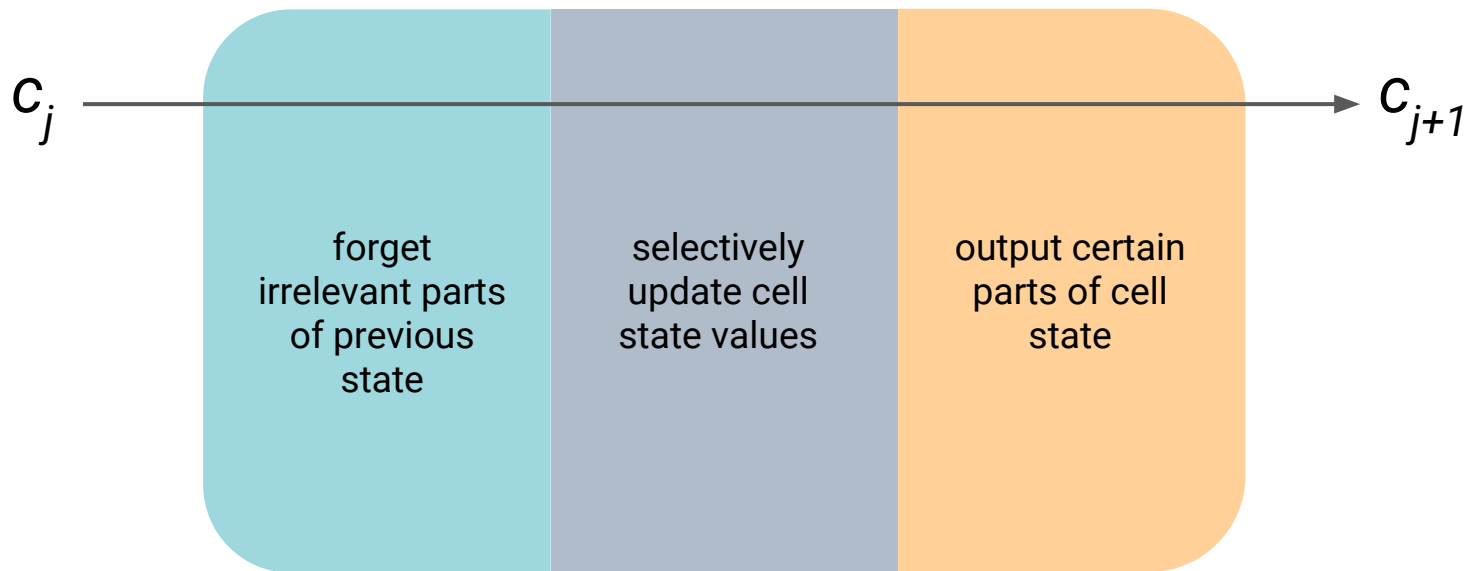 c_j
c_{j+1}
forget
irrelevant parts
of previous
state
selectively
update cell
state values
output certain
parts of cell
state